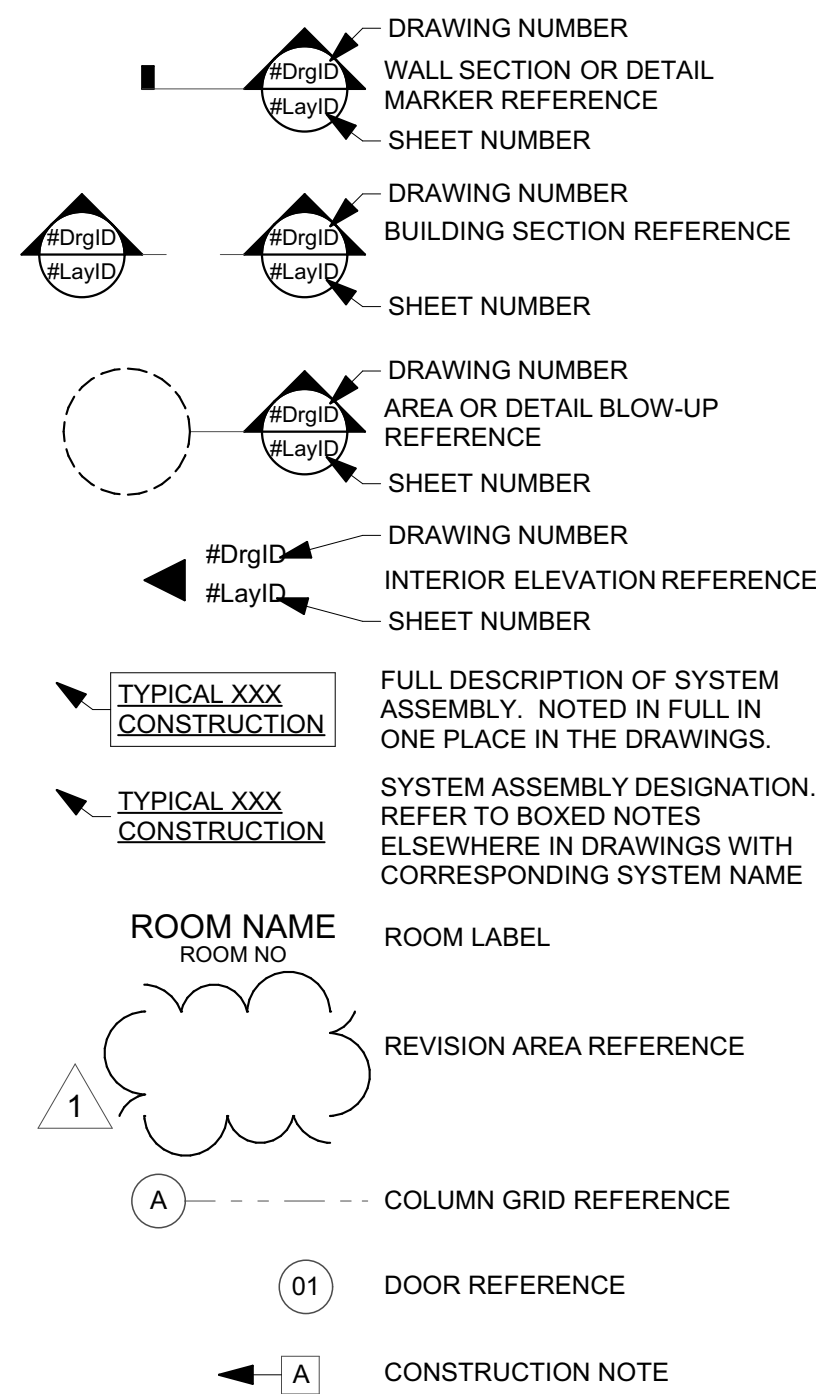 DRAWING NUMBER
#DrgID
WALL SECTION OR DETAIL
MARKER REFERENCE
#LayID
SHEET NUMBER
DRAWING NUMBER
#DrgID
#DrgID
BUILDING SECTION REFERENCE
#LayID
#LayID
SHEET NUMBER
DRAWING NUMBER
#DrgID
AREA OR DETAIL BLOW-UP
REFERENCE
#LayID
SHEET NUMBER
DRAWING NUMBER
#DrgID
#LayID
INTERIOR ELEVATION REFERENCE
SHEET NUMBER
TYPICAL XXX
CONSTRUCTION
FULL DESCRIPTION OF SYSTEM
ASSEMBLY. NOTED IN FULL IN
ONE PLACE IN THE DRAWINGS.
TYPICAL XXX
CONSTRUCTION
SYSTEM ASSEMBLY DESIGNATION.
REFER TO BOXED NOTES
ELSEWHERE IN DRAWINGS WITH
CORRESPONDING SYSTEM NAME
ROOM NAME
ROOM NO
ROOM LABEL
1
REVISION AREA REFERENCE
A
COLUMN GRID REFERENCE
01
DOOR REFERENCE
A
CONSTRUCTION NOTE